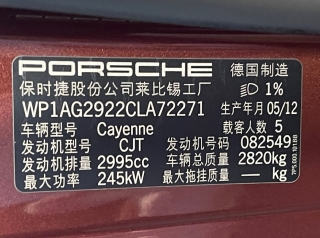 PORSCHE 德国制造
保时捷股份公司莱比锡工厂 1%
WP1AG2922CLA72271 生产年月 05/12
车辆型号 Cayenne 载客人数 5
发动机型号 CJT 发动机号码 082549
发动机排量 2995cc 车辆总质量 2820kg
最大功率 245kW 最大拖挂质量 — kg